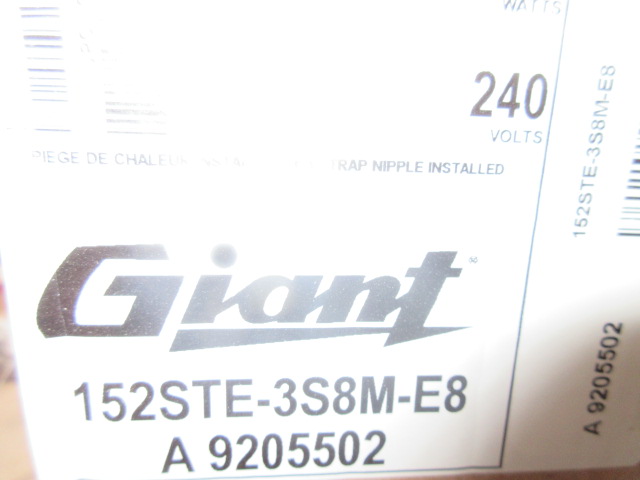 WATTS
240
VOLTS
PIEGE DE CHALEUR TRAP NIPPLE INSTALLED
Giant
152STE-3S8M-E8
A 9205502
152STE-3S8M-E8
A 9205502